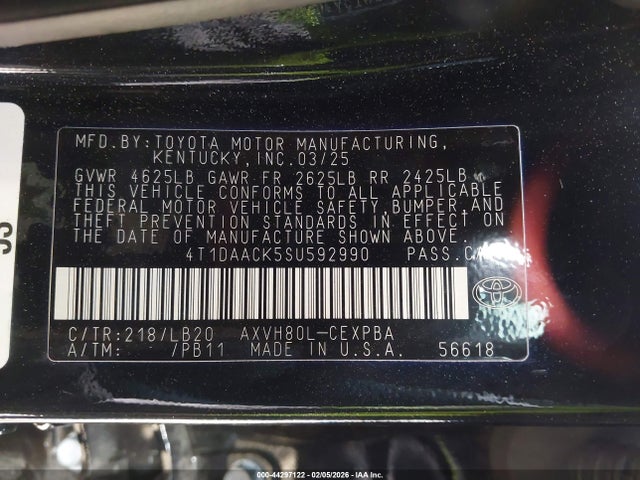 MFD.BY:TOYOTA MOTOR MANUFACTURING,
KENTUCKY,INC.03/25
GVWR 4625LB GAWR FR 2625LB RR 2425LB
THIS VEHICLE CONFORMS TO ALL APPLICABLE
FEDERAL MOTOR VEHICLE SAFETY,BUMPER,AND
THEFT PREVENTION STANDARDS IN EFFECT ON
THE DATE OF MANUFACTURE SHOWN ABOVE.
4T1DAACK5SU592990 PASS.CAR
C/TR:218/LB20 AXVH80L-CEXPBA
A/TM: /PB11 MADE IN U.S.A. 56618
000-44297122 - 02/05/2026 - IAA Inc.